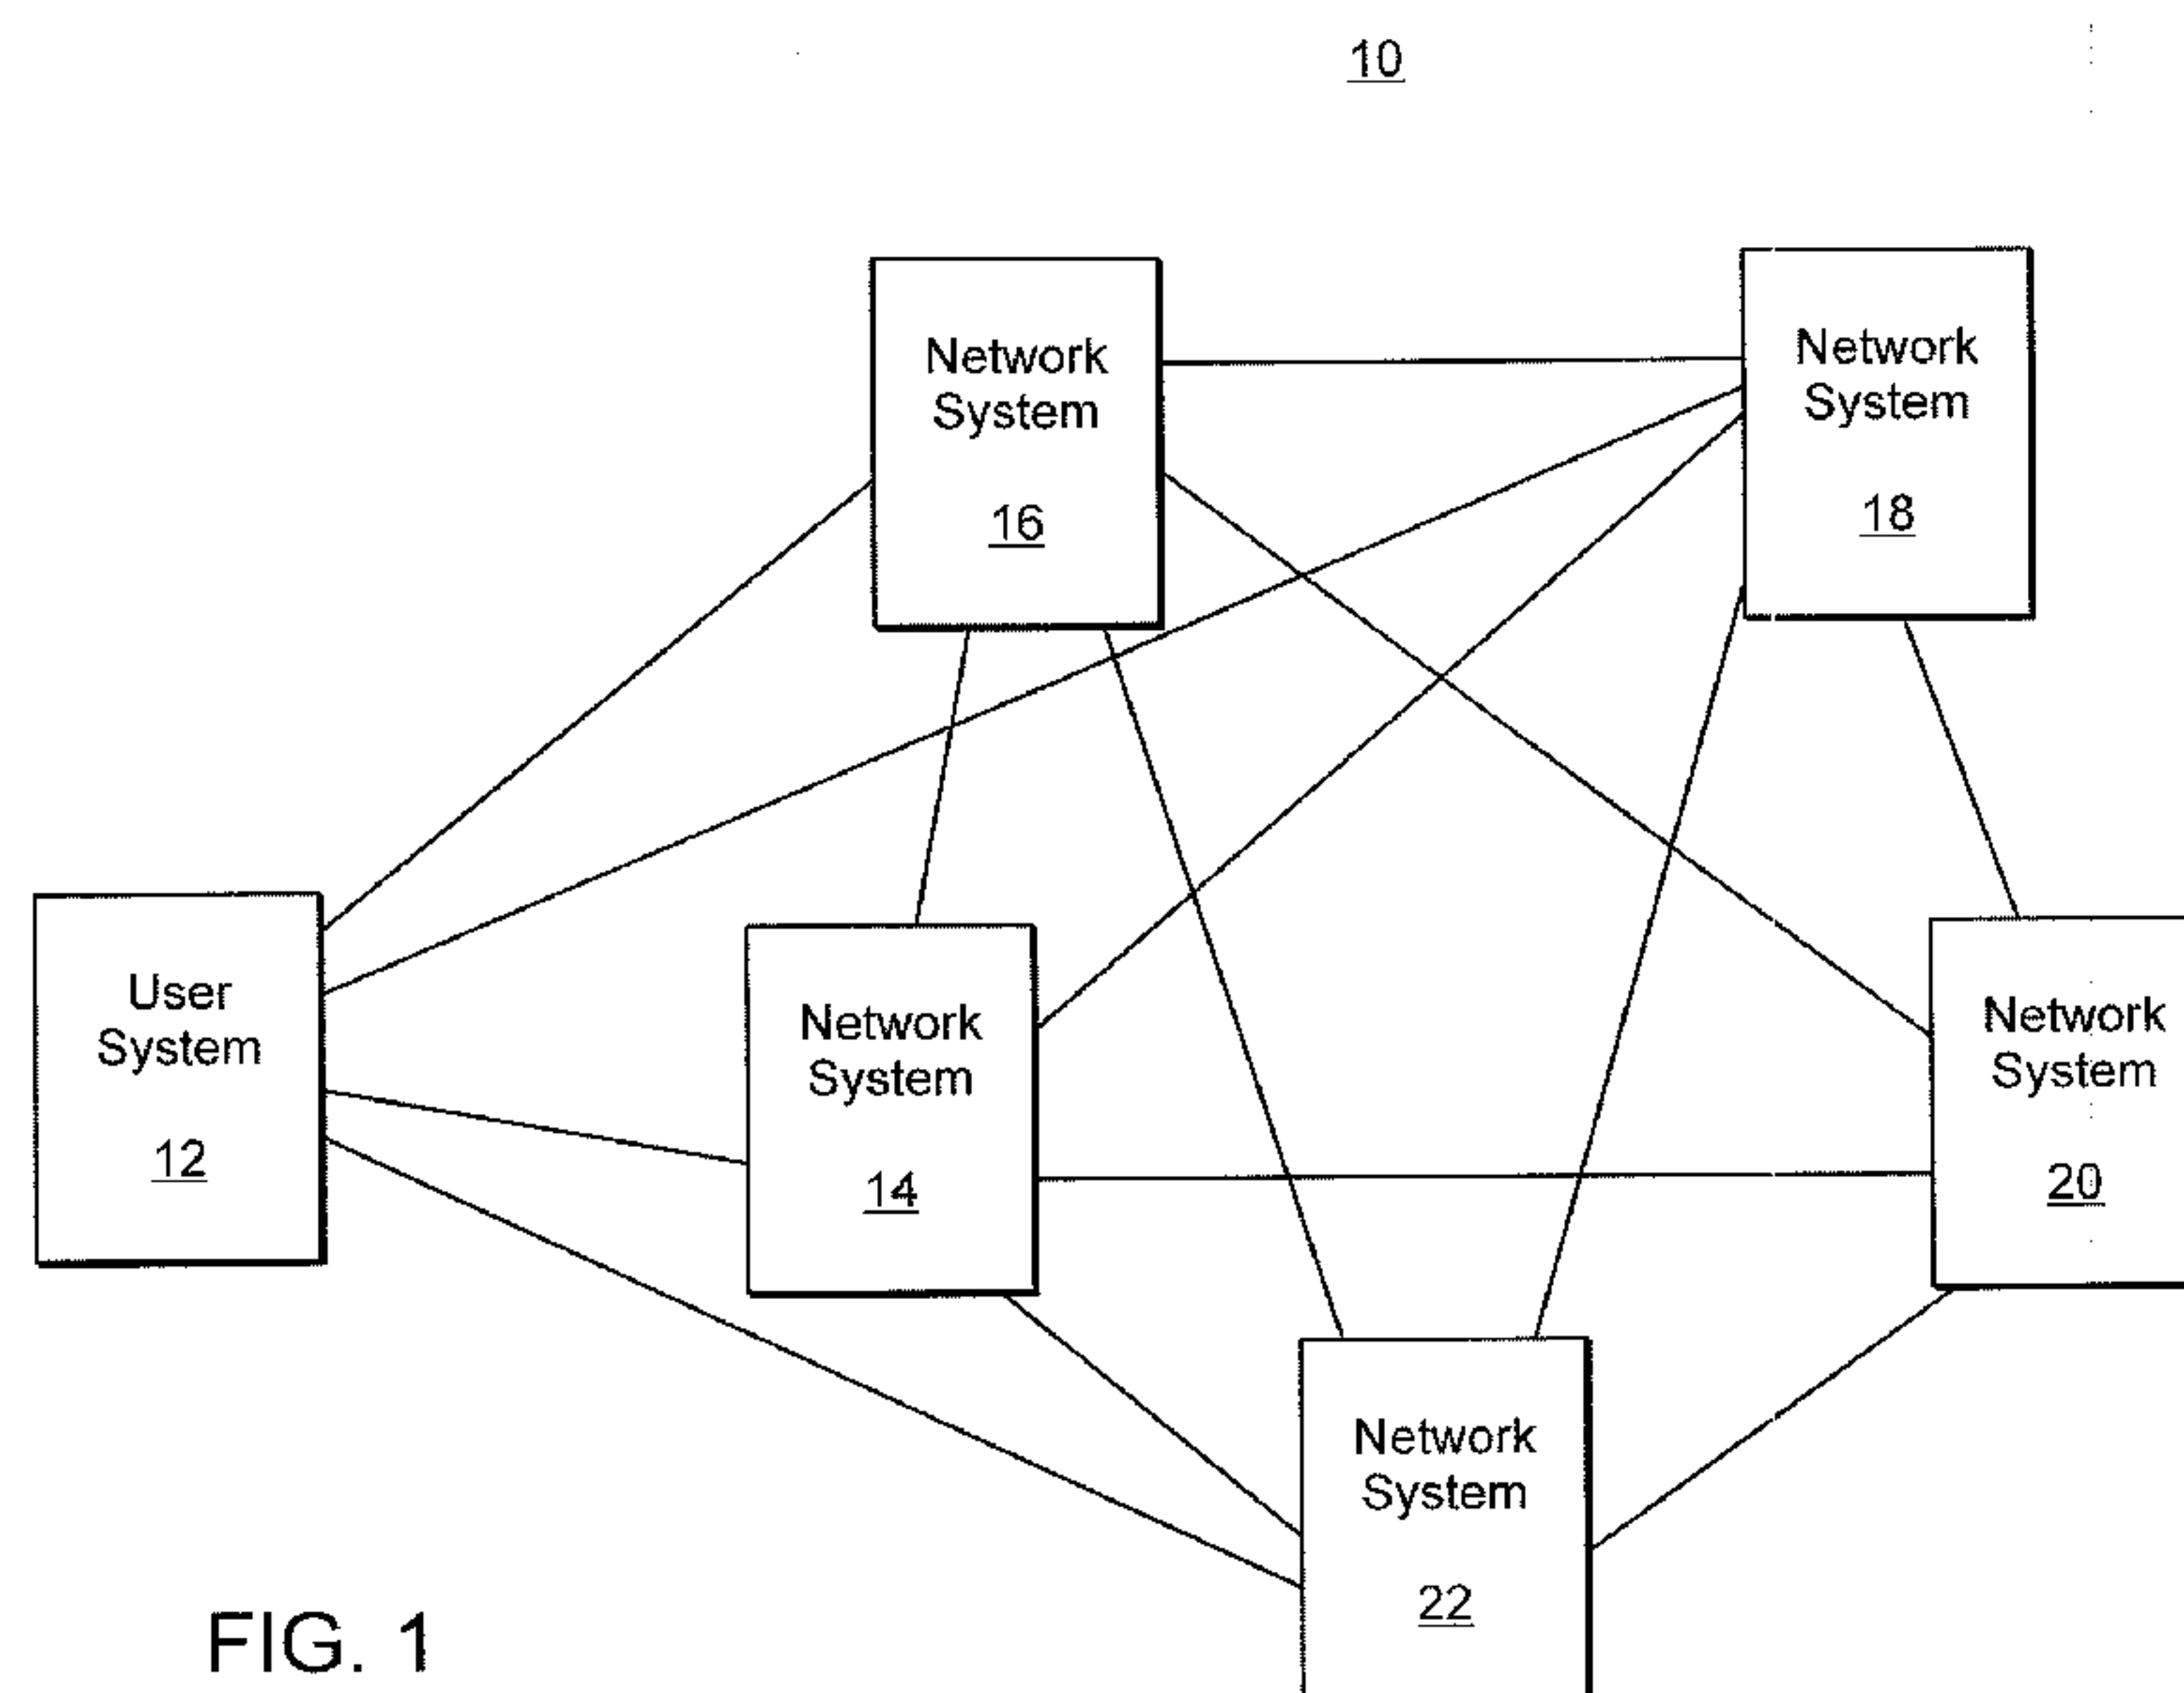 10
Network
System
16
Network
System
18
User
System
12
Network
System
14
Network
System
20
Network
System
22
FIG. 1